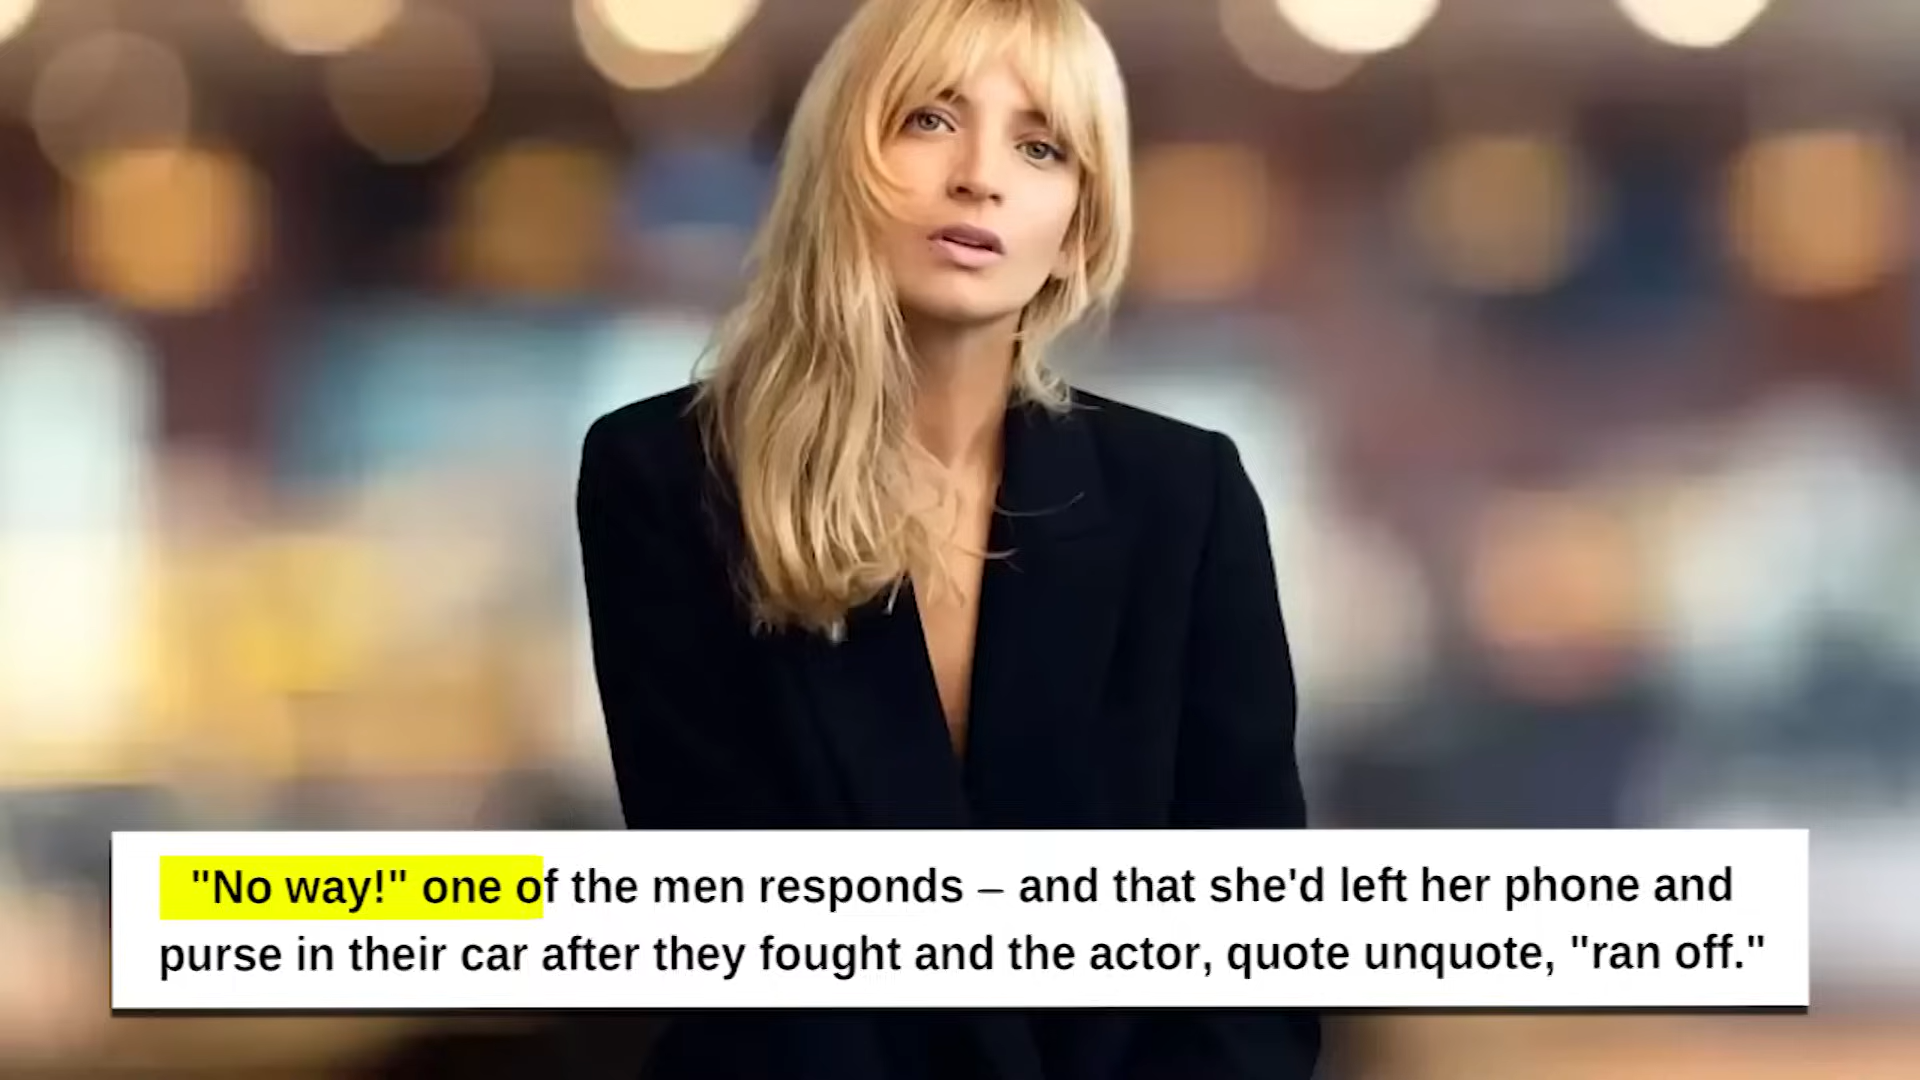 "No way!" one of the men responds – and that she'd left her phone and
purse in their car after they fought and the actor, quote unquote, "ran off."